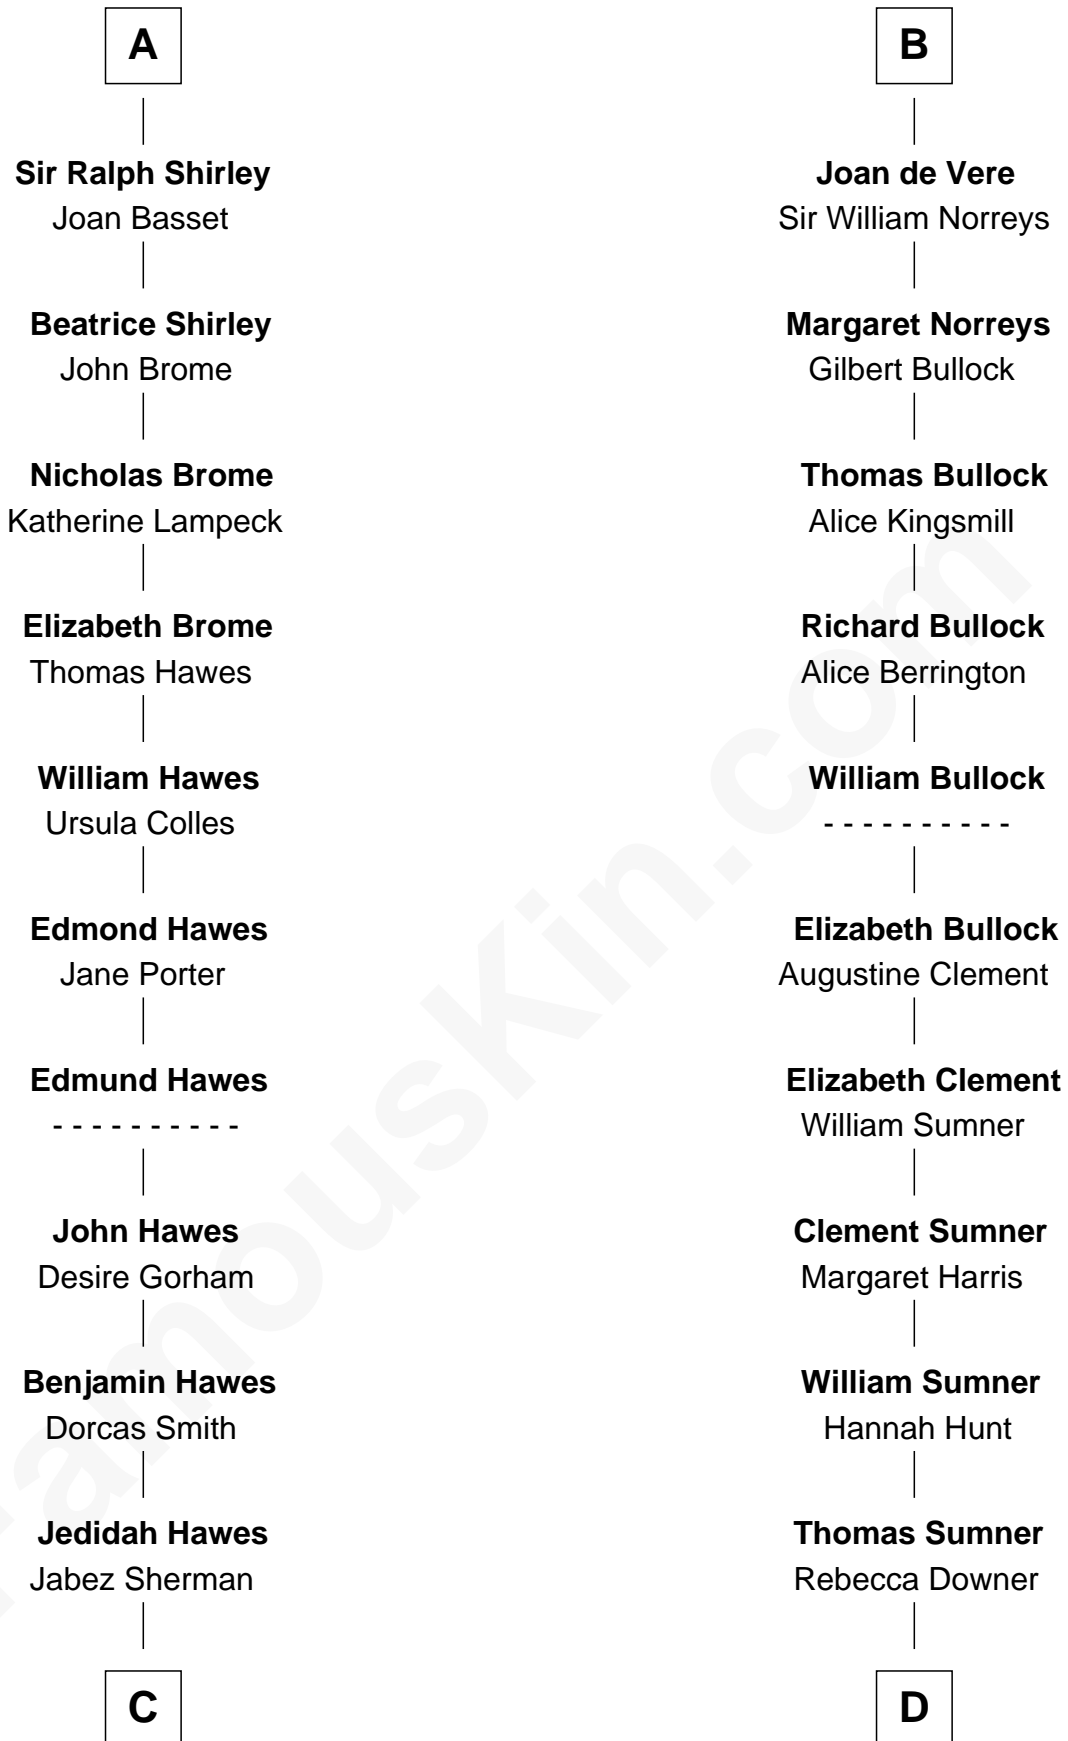 A
Sir Ralph Shirley
Joan Basset
Beatrice Shirley
John Brome
Nicholas Brome
Katherine Lampeck
Elizabeth Brome
Thomas Hawes
William Hawes
Ursula Colles
Edmond Hawes
Jane Porter
Edmund Hawes
- - - - - - - - - -
John Hawes
Desire Gorham
Benjamin Hawes
Dorcas Smith
Jedidah Hawes
Jabez Sherman
C
B
Joan de Vere
Sir William Norreys
Margaret Norreys
Gilbert Bullock
Thomas Bullock
Alice Kingsmill
Richard Bullock
Alice Berrington
William Bullock
- - - - - - - - - -
Elizabeth Bullock
Augustine Clement
Elizabeth Clement
William Sumner
Clement Sumner
Margaret Harris
William Sumner
Hannah Hunt
Thomas Sumner
Rebecca Downer
D
FamousKin.com